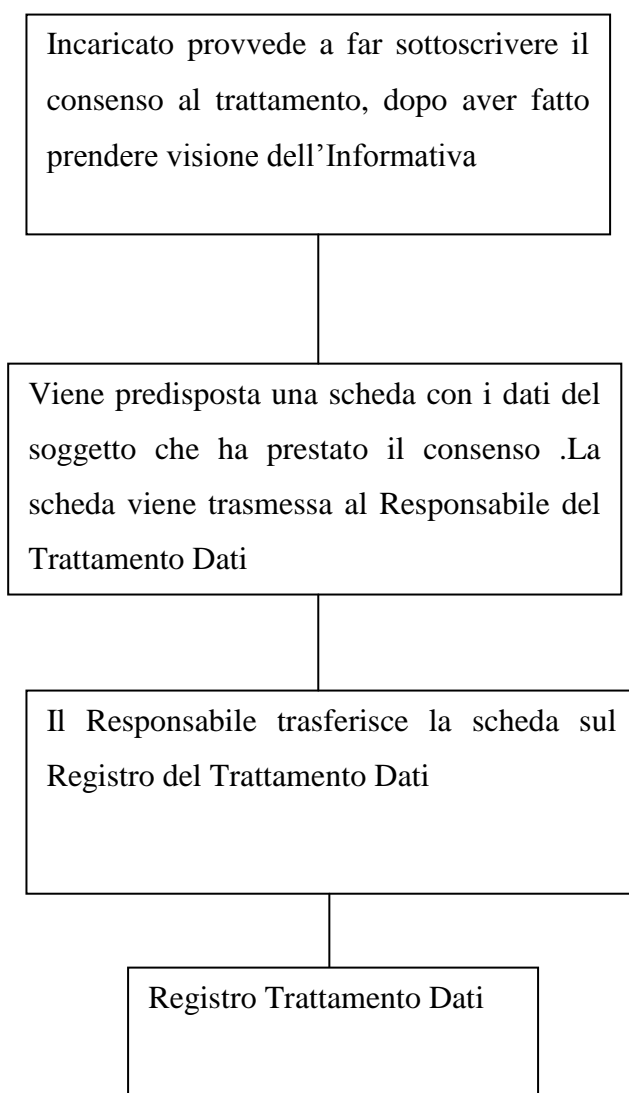 Incaricato provvede a far sottoscrivere il
consenso al trattamento, dopo aver fatto
prendere visione dell’Informativa
Viene predisposta una scheda con i dati del
soggetto che ha prestato il consenso .La
scheda viene trasmessa al Responsabile del
Trattamento Dati
Il Responsabile trasferisce la scheda sul
Registro del Trattamento Dati
Registro Trattamento Dati